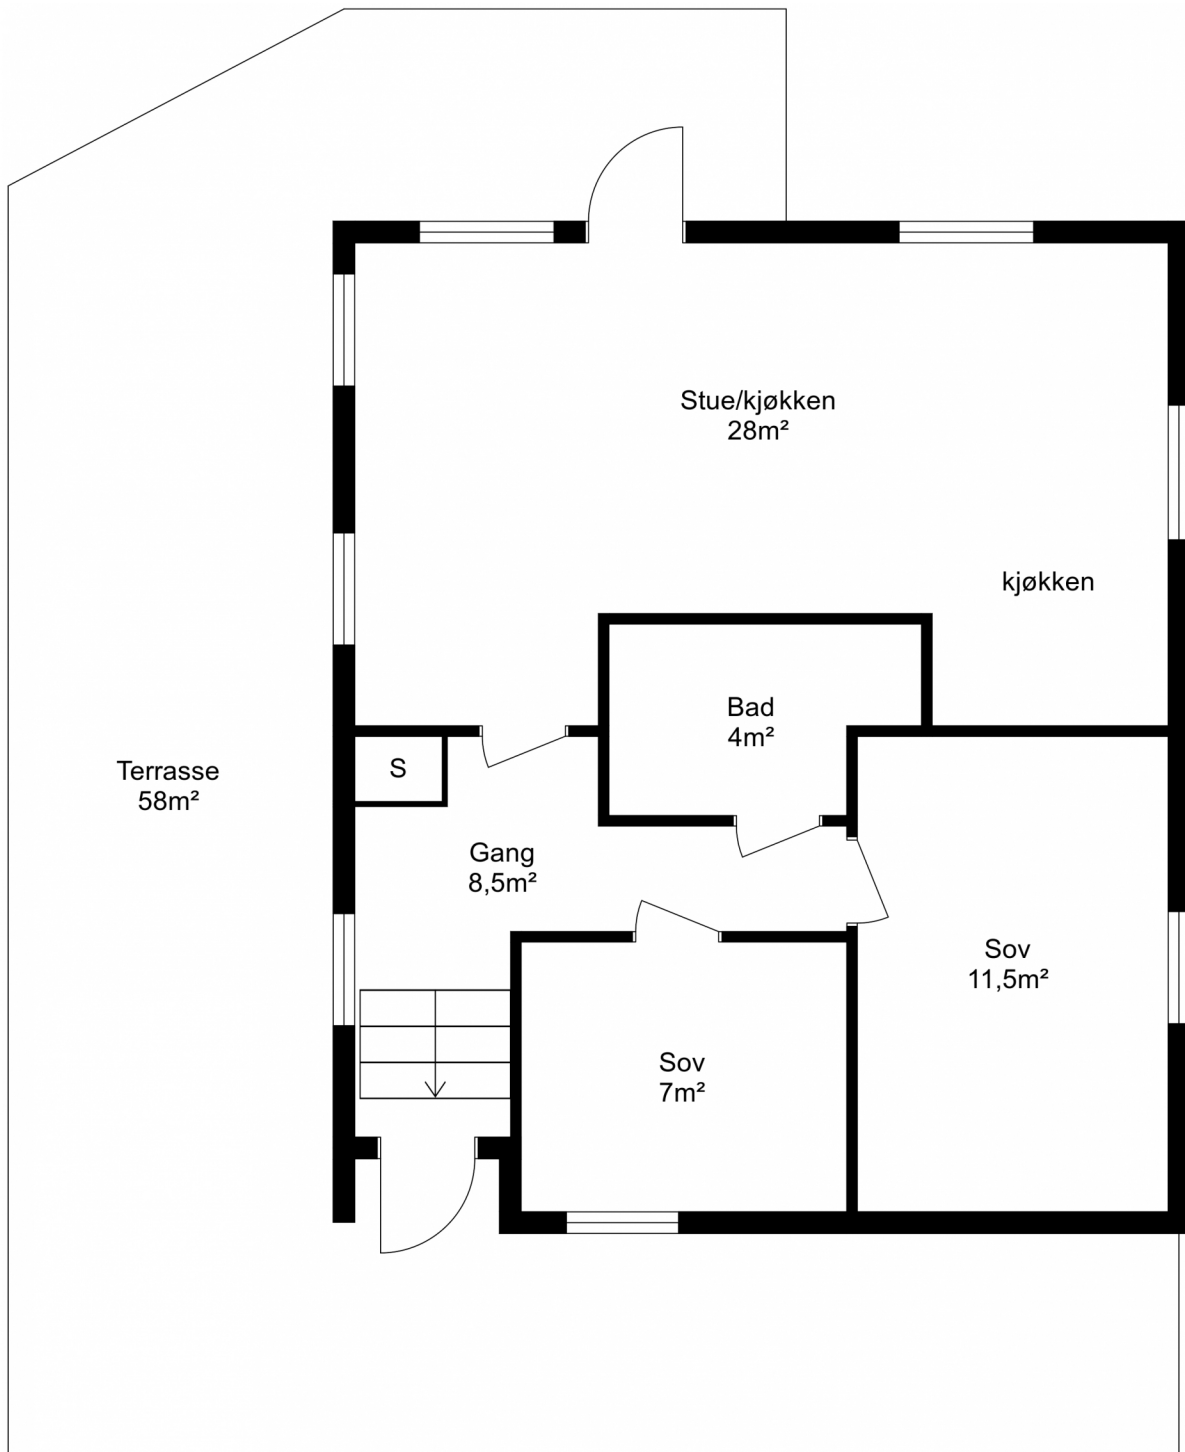 Stue/kjøkken
28m²
kjøkken
Bad
4m²
Terrasse
58m²
S
Gang
8,5m²
Sov
11,5m²
Sov
7m²